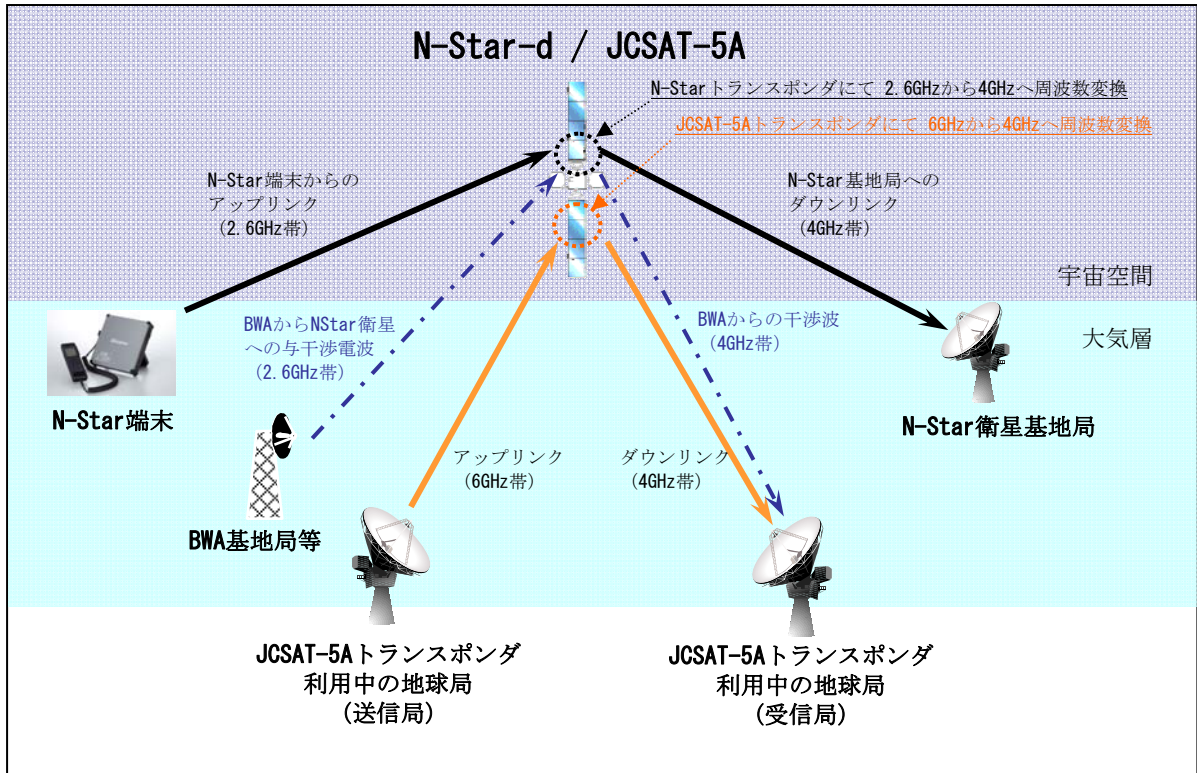 N-Star-d / JCSAT-5A
N-Starトランスポンダにて 2.6GHzから4GHzへ周波数変換
JCSAT-5Aトランスポンダにて 6GHzから4GHzへ周波数変換
N-Star端末からの
アップリンク
(2.6GHz帯)
N-Star基地局への
ダウンリンク
(4GHz帯)
宇宙空間
大気層
BWAからNStar衛星
への与干渉電波
(2.6GHz帯)
BWAからの干渉波
(4GHz帯)
N-Star端末
N-Star衛星基地局
アップリンク
(6GHz帯)
ダウンリンク
(4GHz帯)
BWA基地局等
JCSAT-5Aトランスポンダ
利用中の地球局
(送信局)
JCSAT-5Aトランスポンダ
利用中の地球局
(受信局)